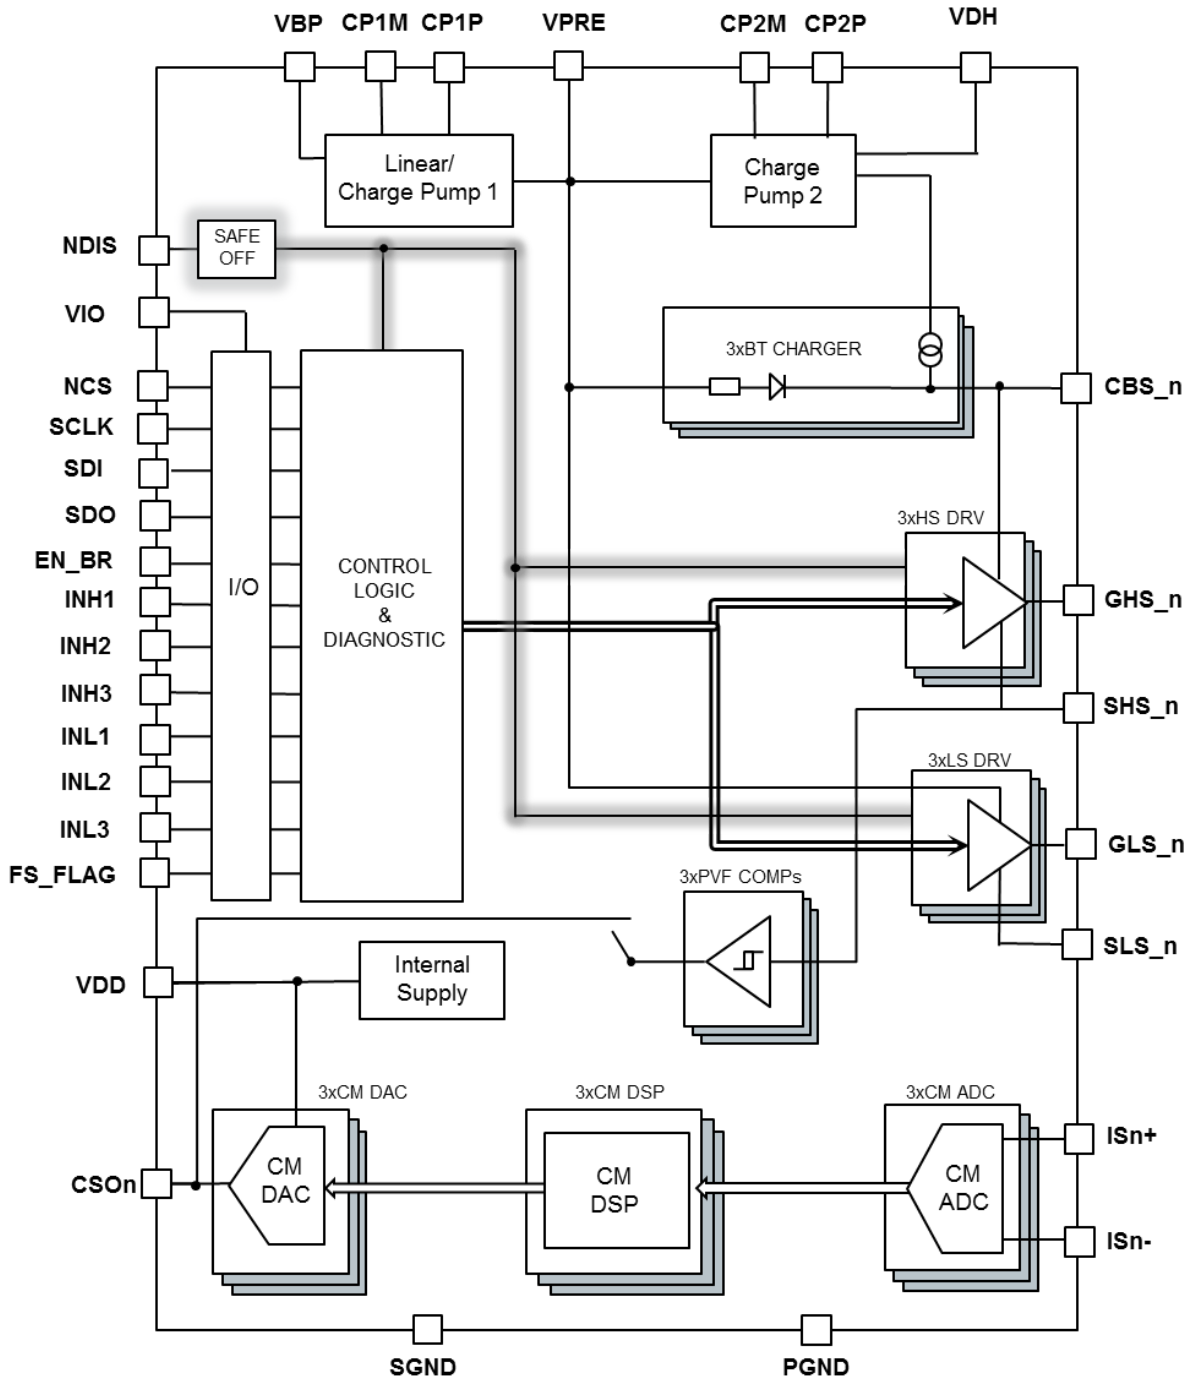 VBP CP1M CP1P VPRE CP2M CP2P VDH
Linear/
Charge Pump 1
Charge
Pump 2
NDIS
SAFE
OFF
VIO
3xBT CHARGER
NCS
CBS_n
SCLK
SDI
SDO
3xHS DRV
EN_BR
CONTROL
LOGIC
&
DIAGNOSTIC
I/O
INH1
GHS_n
INH2
INH3
SHS_n
INL1
3xLS DRV
INL2
INL3
GLS_n
FS_FLAG
3xPVF COMPs
SLS_n
Internal
Supply
VDD
3xCM DAC
3xCM DSP
3xCM ADC
ISn+
CSOn
CM
DAC
CM
DSP
CM
ADC
ISn-
SGND
PGND